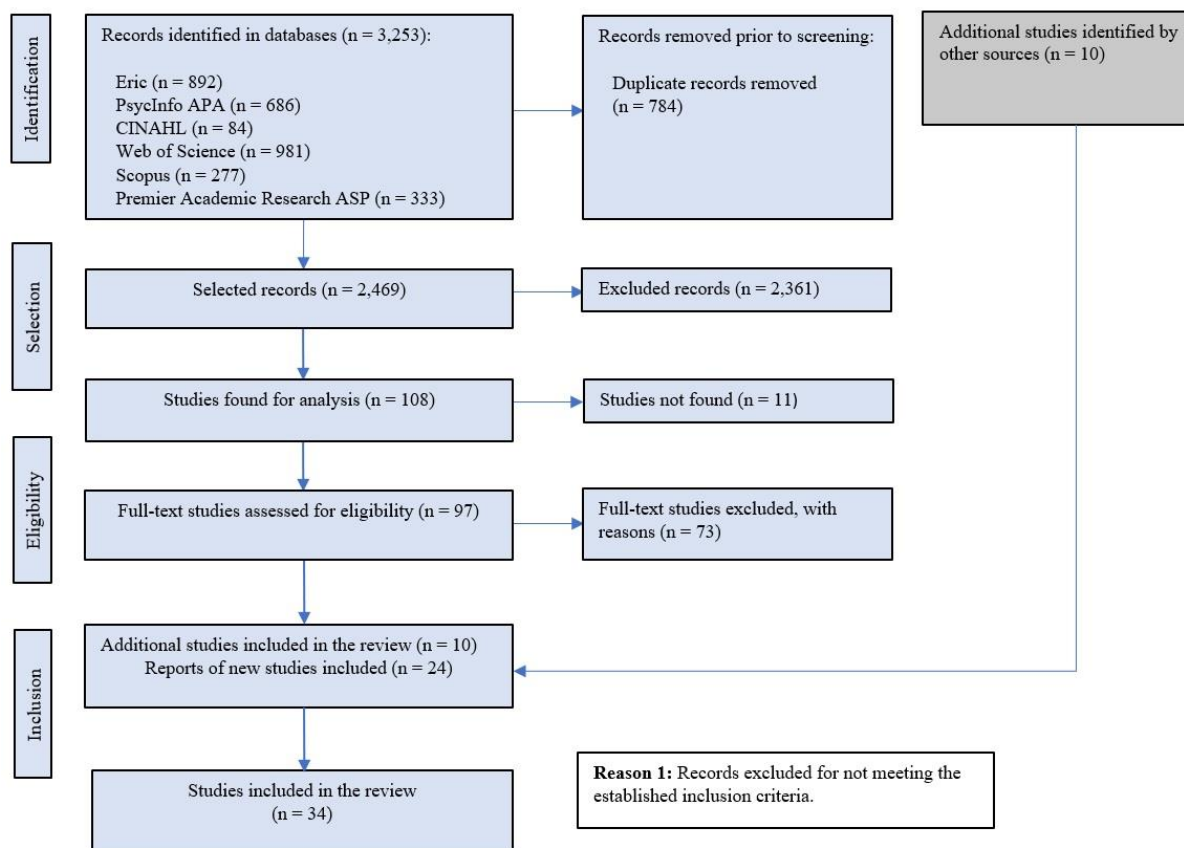 Identification
Records identified in databases (n = 3,253):
Eric (n = 892)
PsycInfo APA (n = 686)
CINAHL (n = 84)
Web of Science (n = 981)
Scopus (n = 277)
Premier Academic Research ASP (n = 333)
Records removed prior to screening:
Duplicate records removed
(n = 784)
Additional studies identified by
other sources (n = 10)
Selection
Selected records (n = 2,469)
Excluded records (n = 2,361)
Studies found for analysis (n = 108)
Studies not found (n = 11)
Eligibility
Full-text studies assessed for eligibility (n = 97)
Full-text studies excluded, with
reasons (n = 73)
Inclusion
Additional studies included in the review (n = 10)
Reports of new studies included (n = 24)
Studies included in the review
(n = 34)
Reason 1: Records excluded for not meeting the
established inclusion criteria.